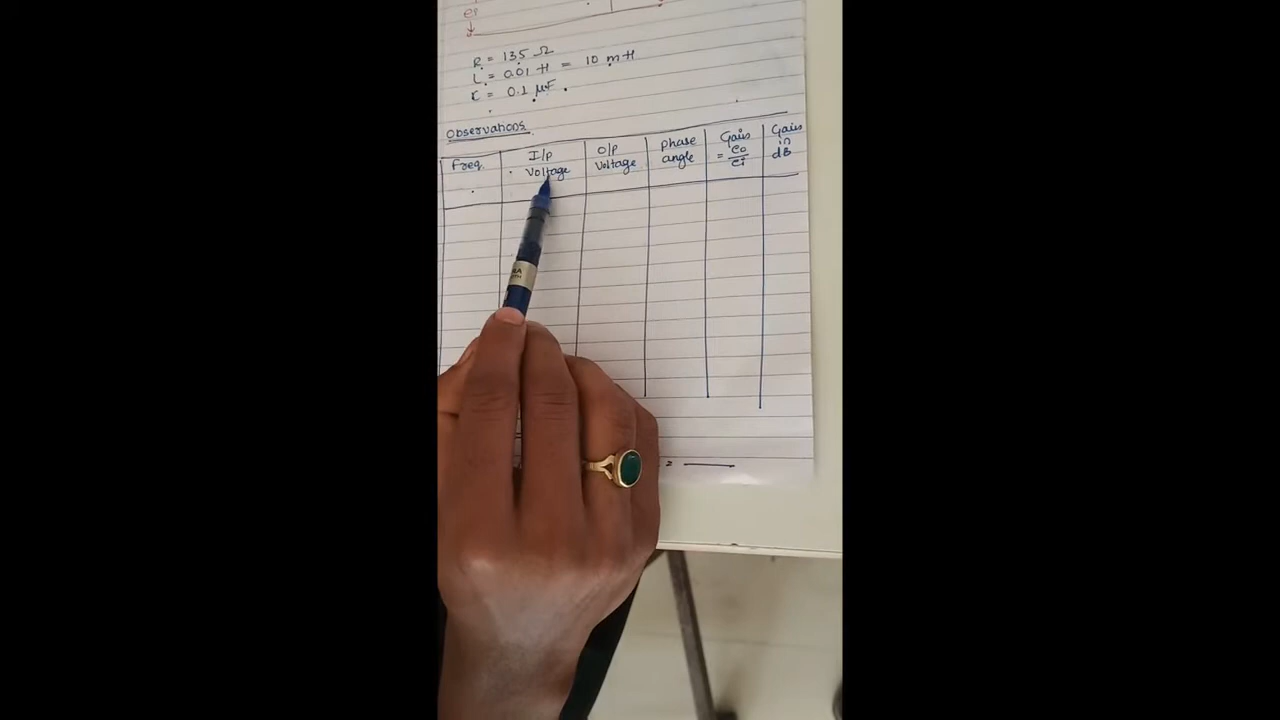 ei
R = 135 Ω
L = 0.01 H = 10 mH
C = 0.1 µF
Observations
freq.
I/p
voltage
O/p
voltage
phase
angle
Gain
= eo/ei
Gain
in
dB
=